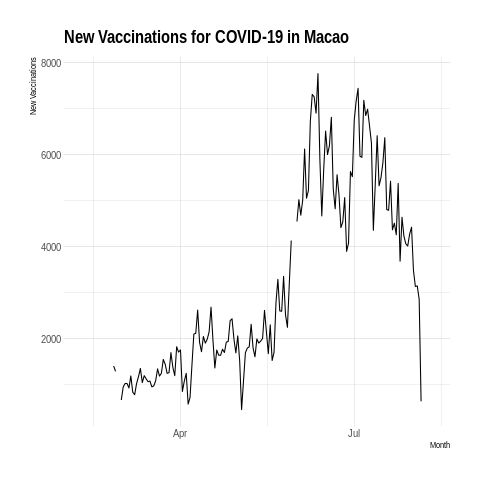 New Vaccinations for COVID-19 in Macao
New Vaccinations
8000
6000
4000
2000
Apr
Jul
Month